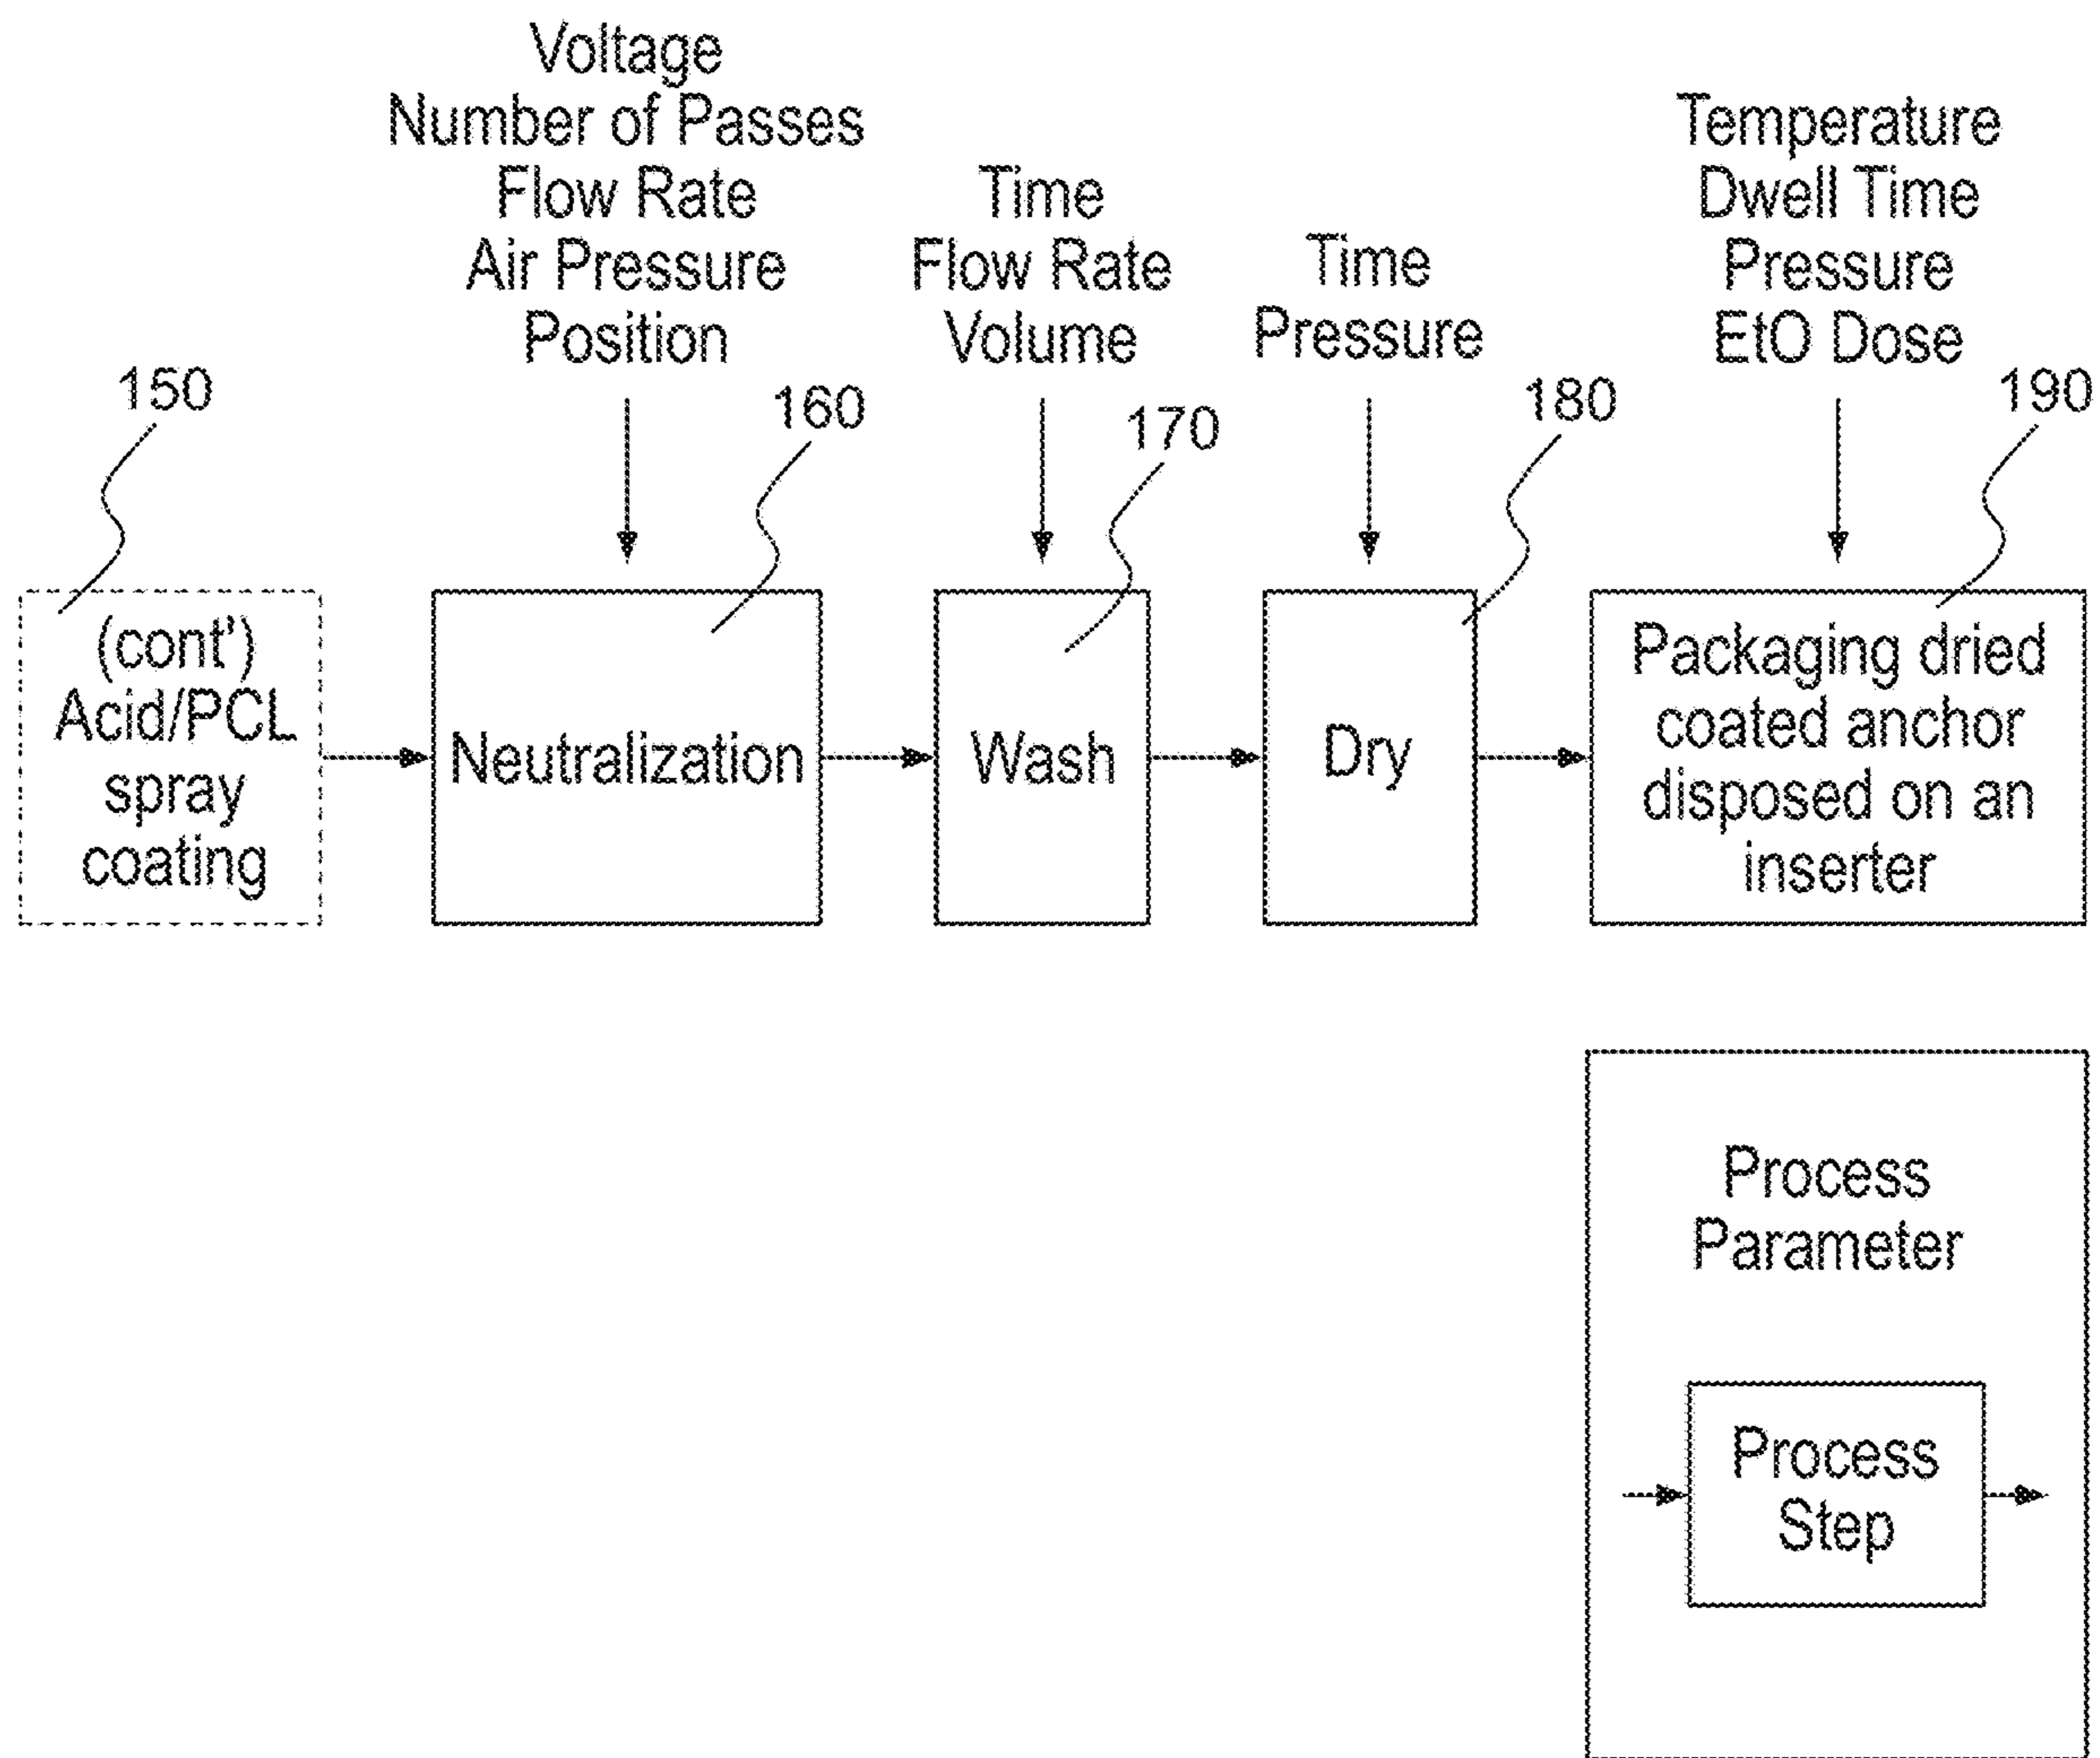 Voltage
Number of Passes
Flow Rate
Air Pressure
Position
Time
Flow Rate
Volume
Time
Pressure
Temperature
Dwell Time
Pressure
EtO Dose
150
160
170
180
190
(cont')
Acid/PCL
spray
coating
Neutralization
Wash
Dry
Packaging dried
coated anchor
disposed on an
inserter
Process
Parameter
Process
Step